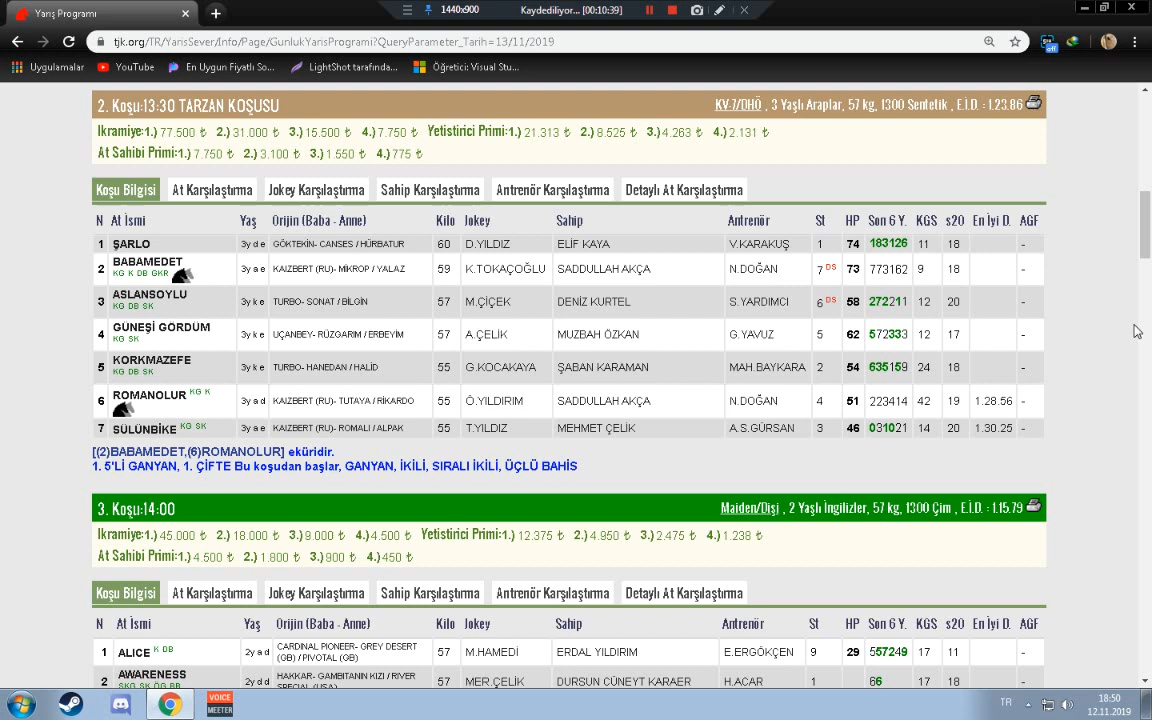 1440x900 Kaydediliyor... [00:10:39]
Yarış Programı
tjk.org/TR/YarisSever/Info/Page/GunlukYarisProgrami?QueryParameter_Tarih=13/11/2019
Uygulamalar YouTube En Uygun Fiyatlı So... LightShot tarafında... Öğretici: Visual Stu...
2. Koşu:13:30 TARZAN KOŞUSU KV-7/DHÖ , 3 Yaşlı Araplar, 57 kg, 1300 Sentetik , E.İ.D. : 1.23.86
Ikramiye:1.) 77.500 ₺ 2.) 31.000 ₺ 3.) 15.500 ₺ 4.) 7.750 ₺ Yetistirici Primi:1.) 21.313 ₺ 2.) 8.525 ₺ 3.) 4.263 ₺ 4.) 2.131 ₺
At Sahibi Primi:1.) 7.750 ₺ 2.) 3.100 ₺ 3.) 1.550 ₺ 4.) 775 ₺
Koşu Bilgisi At Karşılaştırma Jokey Karşılaştırma Sahip Karşılaştırma Antrenör Karşılaştırma Detaylı At Karşılaştırma
N At İsmi Yaş Orijin (Baba - Anne) Kilo Jokey Sahip Antrenör St HP Son 6 Y. KGS s20 En İyi D. AGF
1 ŞARLO 3y d e GÖKTEKİN- CANSES / HÜRBATUR 60 D.YILDIZ ELİF KAYA V.KARAKUŞ 1 74 183126 11 18 -
2 BABAMEDET KG K DB GKR 3y a e KAIZBERT (RU)- MİKROP / YALAZ 59 K.TOKAÇOĞLU SADDULLAH AKÇA N.DOĞAN 7 DS 73 773162 9 18 -
3 ASLANSOYLU KG DB SK 3y k e TURBO- SONAT / BİLGİN 57 M.ÇİÇEK DENİZ KURTEL S.YARDIMCI 6 DS 58 272211 12 20 -
4 GÜNEŞİ GÖRDÜM KG SK 3y k e UÇANBEY- RÜZGARIM / ERBEYİM 57 A.ÇELİK MUZBAH ÖZKAN G.YAVUZ 5 62 572333 12 17 -
5 KORKMAZEFE KG DB SK 3y k e TURBO- HANEDAN / HALİD 55 G.KOCAKAYA ŞABAN KARAMAN MAH.BAYKARA 2 54 635159 24 18 -
6 ROMANOLUR KG K 3y a d KAIZBERT (RU)- TUTAYA / RİKARDO 55 Ö.YILDIRIM SADDULLAH AKÇA N.DOĞAN 4 51 223414 42 19 1.28.56 -
7 SÜLÜNBİKE KG SK 3y a e KAIZBERT (RU)- ROMALI / ALPAK 55 T.YILDIZ MEHMET ÇELİK A.S.GÜRSAN 3 46 031021 14 20 1.30.25 -
[(2)BABAMEDET,(6)ROMANOLUR] eküridir.
1. 5'Lİ GANYAN, 1. ÇİFTE Bu koşudan başlar, GANYAN, İKİLİ, SIRALI İKİLİ, ÜÇLÜ BAHİS
3. Koşu:14:00 Maiden/Dişi , 2 Yaşlı İngilizler, 57 kg, 1300 Çim , E.İ.D. : 1.15.79
Ikramiye:1.) 45.000 ₺ 2.) 18.000 ₺ 3.) 9.000 ₺ 4.) 4.500 ₺ Yetistirici Primi:1.) 12.375 ₺ 2.) 4.950 ₺ 3.) 2.475 ₺ 4.) 1.238 ₺
At Sahibi Primi:1.) 4.500 ₺ 2.) 1.800 ₺ 3.) 900 ₺ 4.) 450 ₺
Koşu Bilgisi At Karşılaştırma Jokey Karşılaştırma Sahip Karşılaştırma Antrenör Karşılaştırma Detaylı At Karşılaştırma
N At İsmi Yaş Orijin (Baba - Anne) Kilo Jokey Sahip Antrenör St HP Son 6 Y. KGS s20 En İyi D. AGF
1 ALICE K DB 2y a d CARDINAL PIONEER- GREY DESERT (GB) / PIVOTAL (GB) 57 M.HAMEDİ ERDAL YILDIRIM E.ERGÖKÇEN 9 29 557249 17 11 -
2 AWARENESS SKG SK ÖG BB 2y d d HAKKAR- GAMBITANIN KIZI / RIVER SPECIAL (USA) 57 MER.ÇELİK DURSUN CÜNEYT KARAER H.ACAR 1 66 17 18 -
VOICE MEETER
TR 18:50
12.11.2019